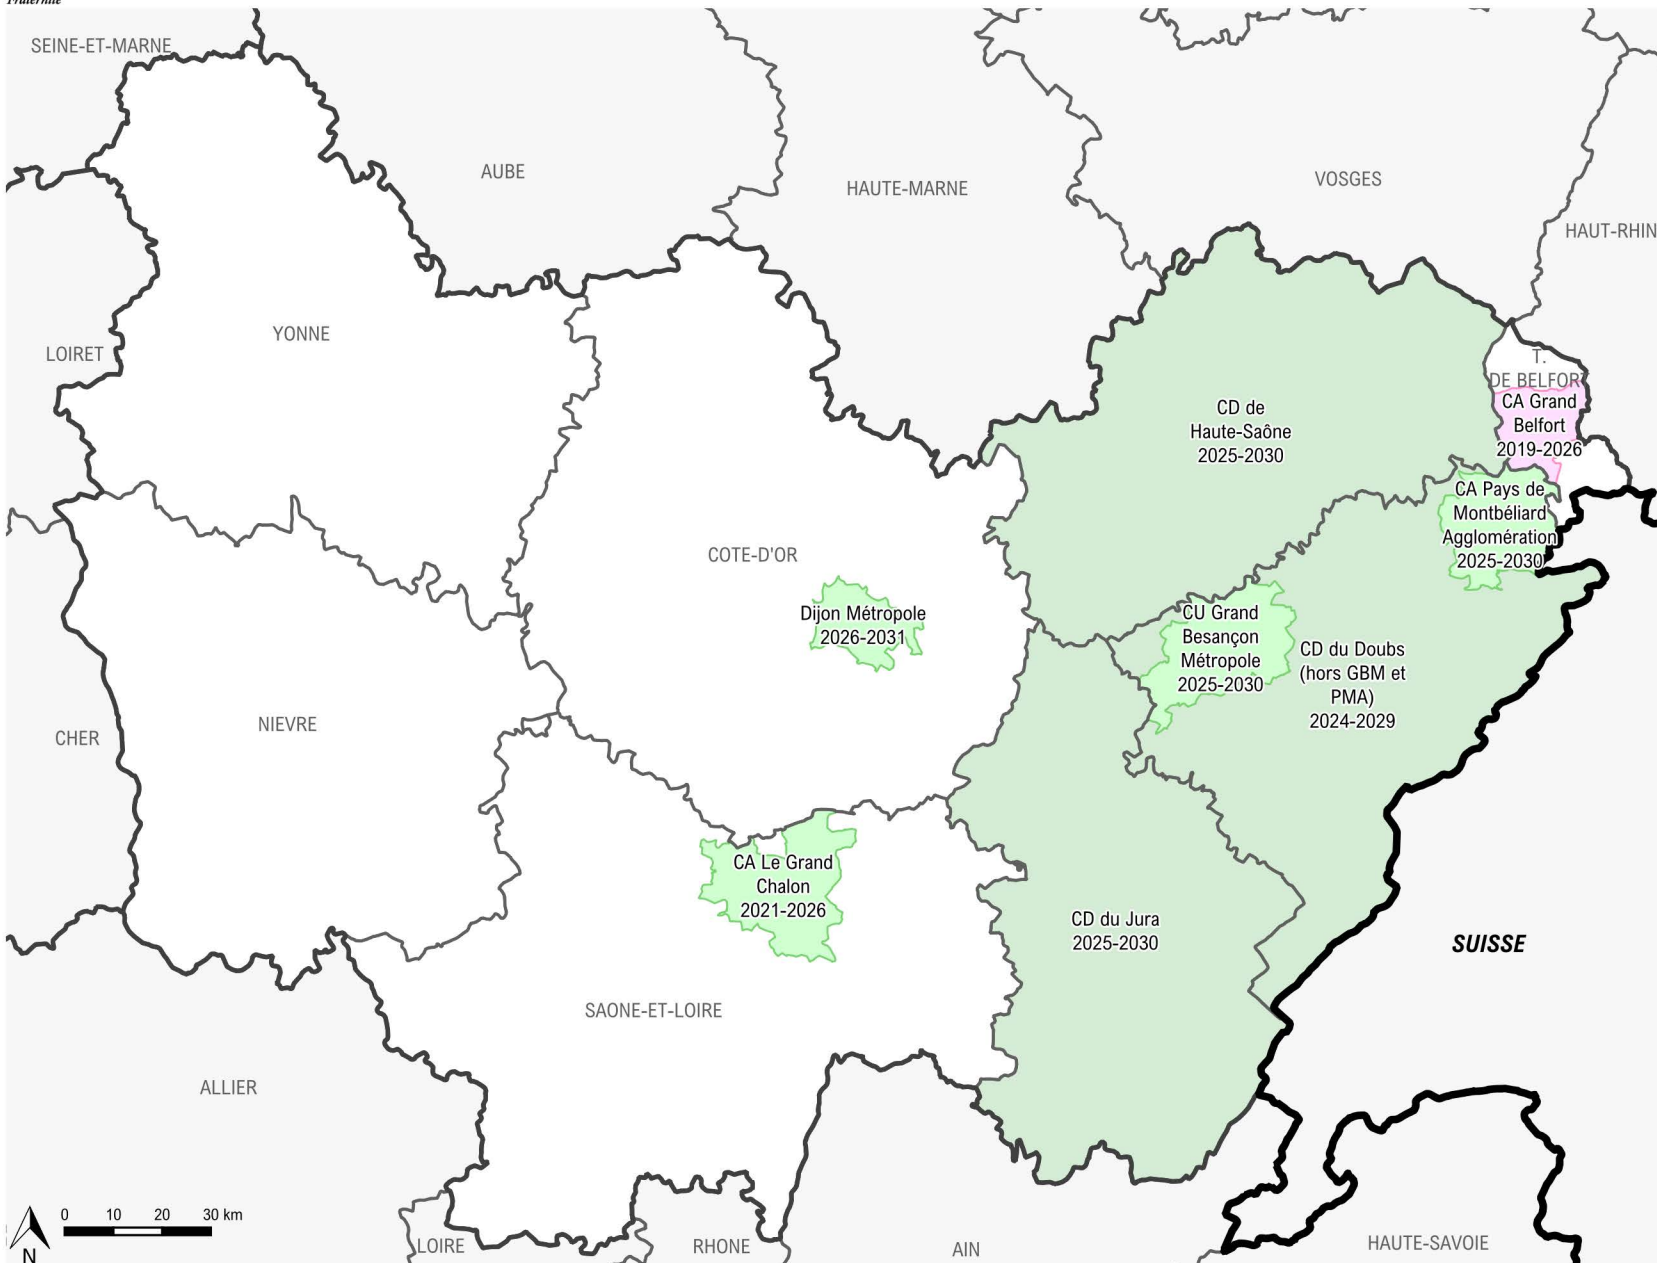 Fraternité
SEINE-ET-MARNE
AUBE
HAUTE-MARNE
VOSGES
HAUT-RHIN
YONNE
LOIRET
T.
DE BELFORT
CA Grand
Belfort
2019-2026
CD de
Haute-Saône
2025-2030
CA Pays de
Montbéliard
Agglomération
2025-2030
COTE-D'OR
Dijon Métropole
2026-2031
CU Grand
Besançon
Métropole
2025-2030
CD du Doubs
(hors GBM et
PMA)
2024-2029
CHER
NIEVRE
CA Le Grand
Chalon
2021-2026
CD du Jura
2025-2030
SUISSE
SAONE-ET-LOIRE
ALLIER
0 10 20 30 km
N
LOIRE
RHONE
AIN
HAUTE-SAVOIE